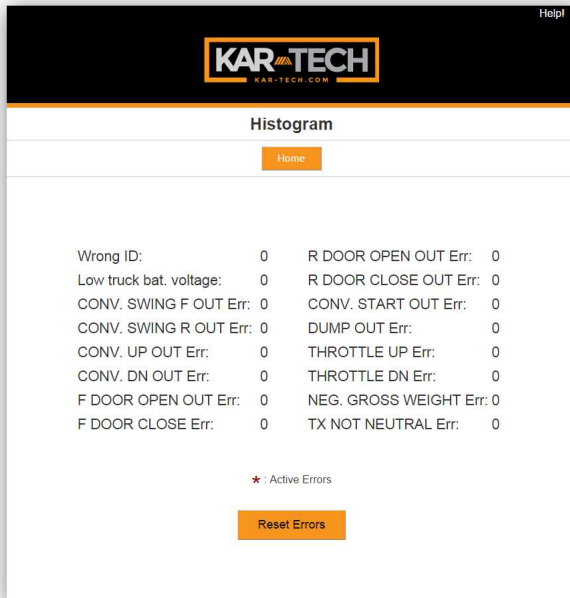 Help!
KAR TECH
KAR-TECH.COM
Histogram
Home
Wrong ID: 0 R DOOR OPEN OUT Err: 0
Low truck bat. voltage: 0 R DOOR CLOSE OUT Err: 0
CONV. SWING F OUT Err: 0 CONV. START OUT Err: 0
CONV. SWING R OUT Err: 0 DUMP OUT Err: 0
CONV. UP OUT Err: 0 THROTTLE UP Err: 0
CONV. DN OUT Err: 0 THROTTLE DN Err: 0
F DOOR OPEN OUT Err: 0 NEG. GROSS WEIGHT Err: 0
F DOOR CLOSE Err: 0 TX NOT NEUTRAL Err: 0
* : Active Errors
Reset Errors